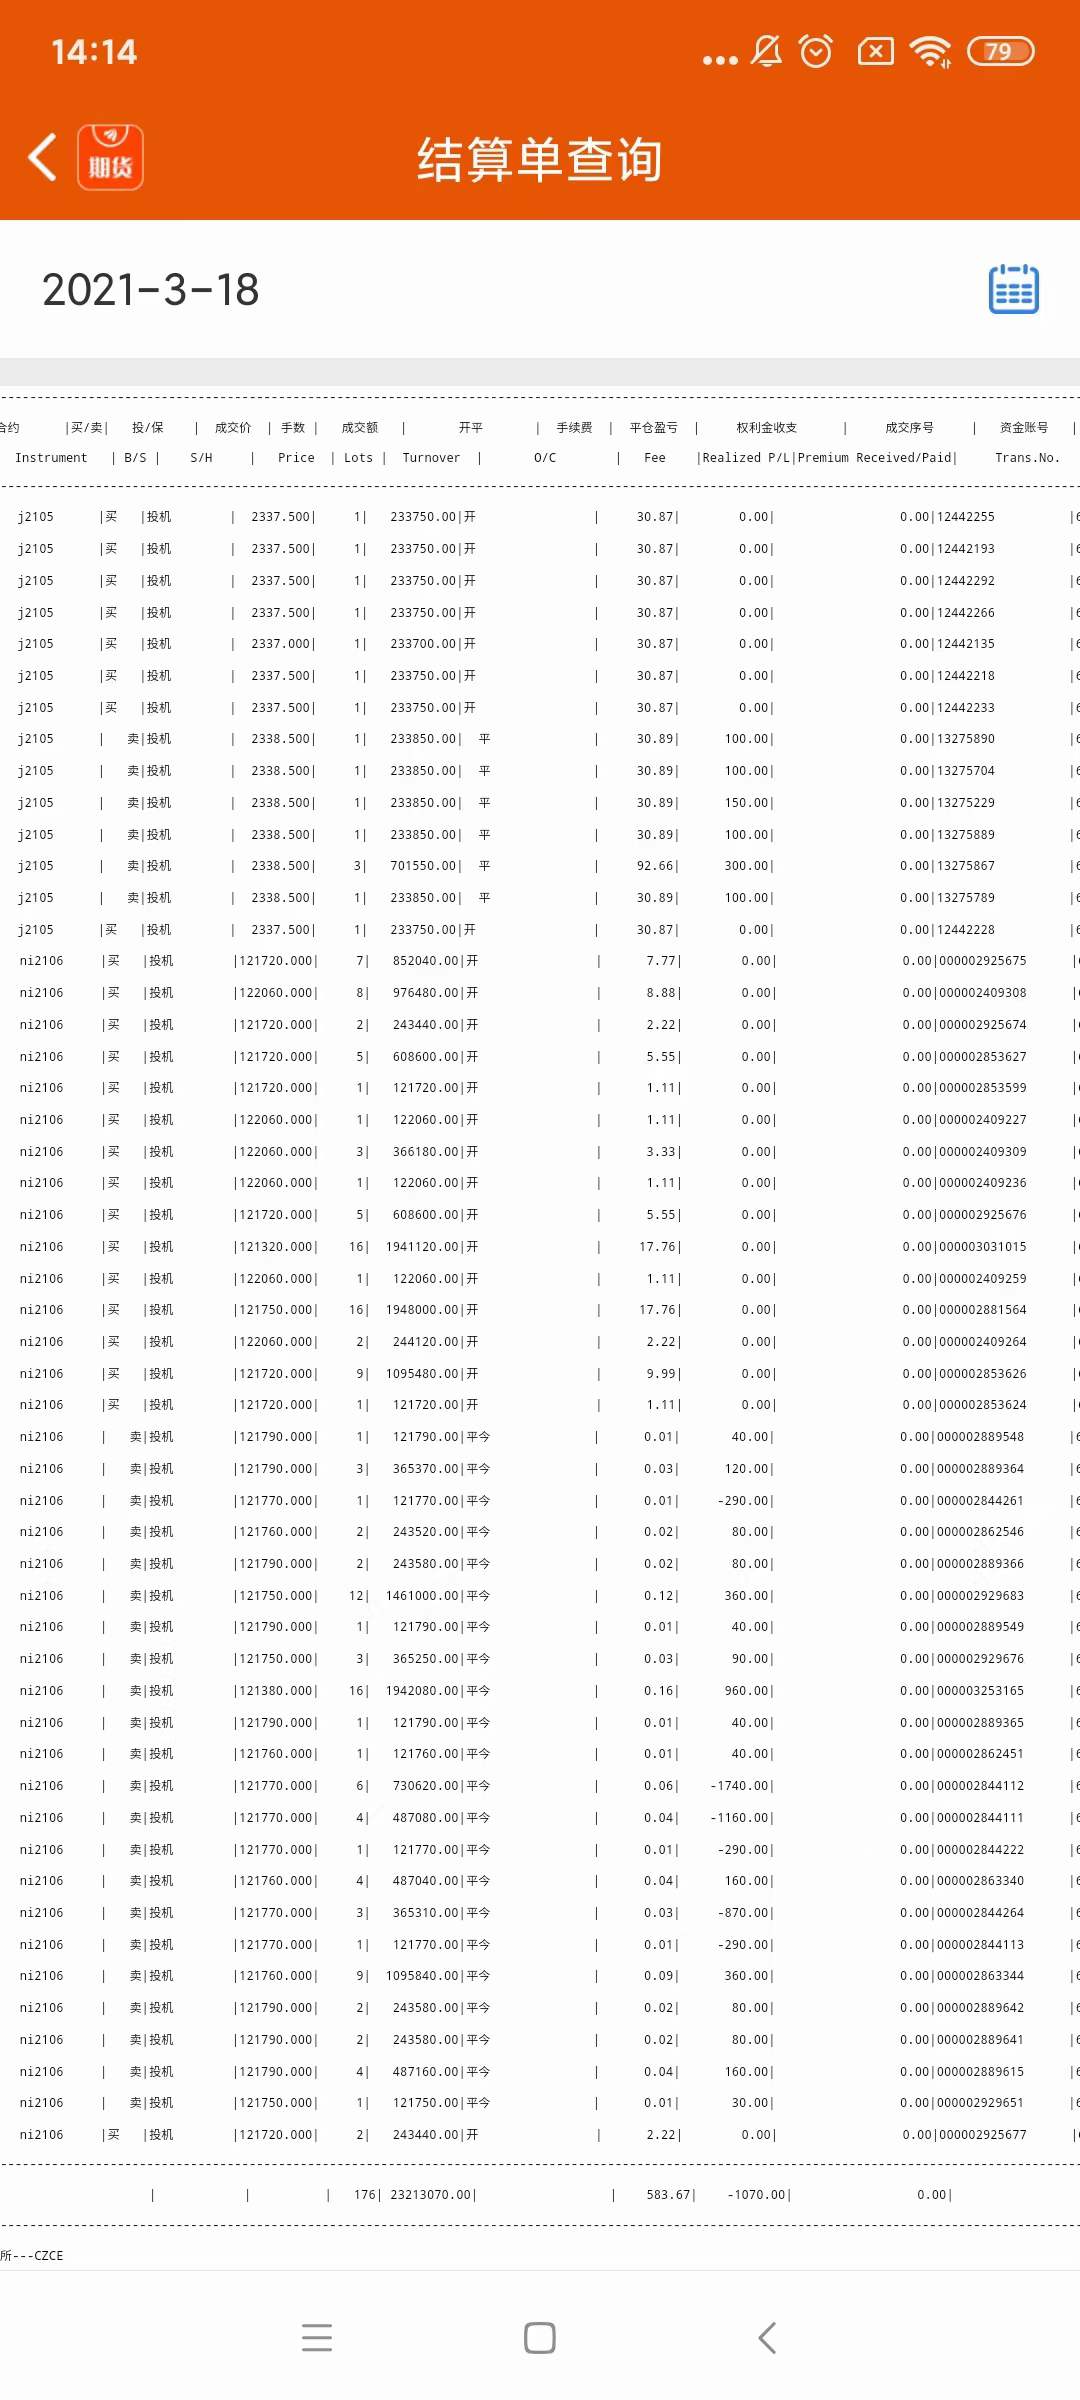 14:14
79
期货
结算单查询
2021-3-18
合约 |买/卖| 投/保 | 成交价 | 手数 | 成交额 | 开平 | 手续费 | 平仓盈亏 | 权利金收支 | 成交序号 | 资金账号 |
Instrument | B/S | S/H | Price | Lots | Turnover | O/C | Fee |Realized P/L|Premium Received/Paid| Trans.No.
j2105 |买 |投机 | 2337.500| 1| 233750.00|开 | 30.87| 0.00| 0.00|12442255 |6
j2105 |买 |投机 | 2337.500| 1| 233750.00|开 | 30.87| 0.00| 0.00|12442193 |6
j2105 |买 |投机 | 2337.500| 1| 233750.00|开 | 30.87| 0.00| 0.00|12442292 |6
j2105 |买 |投机 | 2337.500| 1| 233750.00|开 | 30.87| 0.00| 0.00|12442266 |6
j2105 |买 |投机 | 2337.000| 1| 233700.00|开 | 30.87| 0.00| 0.00|12442135 |6
j2105 |买 |投机 | 2337.500| 1| 233750.00|开 | 30.87| 0.00| 0.00|12442218 |6
j2105 |买 |投机 | 2337.500| 1| 233750.00|开 | 30.87| 0.00| 0.00|12442233 |6
j2105 | 卖|投机 | 2338.500| 1| 233850.00| 平 | 30.89| 100.00| 0.00|13275890 |6
j2105 | 卖|投机 | 2338.500| 1| 233850.00| 平 | 30.89| 100.00| 0.00|13275704 |6
j2105 | 卖|投机 | 2338.500| 1| 233850.00| 平 | 30.89| 150.00| 0.00|13275229 |6
j2105 | 卖|投机 | 2338.500| 1| 233850.00| 平 | 30.89| 100.00| 0.00|13275889 |6
j2105 | 卖|投机 | 2338.500| 3| 701550.00| 平 | 92.66| 300.00| 0.00|13275867 |6
j2105 | 卖|投机 | 2338.500| 1| 233850.00| 平 | 30.89| 100.00| 0.00|13275789 |6
j2105 |买 |投机 | 2337.500| 1| 233750.00|开 | 30.87| 0.00| 0.00|12442228 |6
ni2106 |买 |投机 |121720.000| 7| 852040.00|开 | 7.77| 0.00| 0.00|000002925675 |
ni2106 |买 |投机 |122060.000| 8| 976480.00|开 | 8.88| 0.00| 0.00|000002409308 |
ni2106 |买 |投机 |121720.000| 2| 243440.00|开 | 2.22| 0.00| 0.00|000002925674 |
ni2106 |买 |投机 |121720.000| 5| 608600.00|开 | 5.55| 0.00| 0.00|000002853627 |
ni2106 |买 |投机 |121720.000| 1| 121720.00|开 | 1.11| 0.00| 0.00|000002853599 |
ni2106 |买 |投机 |122060.000| 1| 122060.00|开 | 1.11| 0.00| 0.00|000002409227 |
ni2106 |买 |投机 |122060.000| 3| 366180.00|开 | 3.33| 0.00| 0.00|000002409309 |
ni2106 |买 |投机 |122060.000| 1| 122060.00|开 | 1.11| 0.00| 0.00|000002409236 |
ni2106 |买 |投机 |121720.000| 5| 608600.00|开 | 5.55| 0.00| 0.00|000002925676 |
ni2106 |买 |投机 |121320.000| 16| 1941120.00|开 | 17.76| 0.00| 0.00|000003031015 |
ni2106 |买 |投机 |122060.000| 1| 122060.00|开 | 1.11| 0.00| 0.00|000002409259 |
ni2106 |买 |投机 |121750.000| 16| 1948000.00|开 | 17.76| 0.00| 0.00|000002881564 |
ni2106 |买 |投机 |122060.000| 2| 244120.00|开 | 2.22| 0.00| 0.00|000002409264 |
ni2106 |买 |投机 |121720.000| 9| 1095480.00|开 | 9.99| 0.00| 0.00|000002853626 |
ni2106 |买 |投机 |121720.000| 1| 121720.00|开 | 1.11| 0.00| 0.00|000002853624 |
ni2106 | 卖|投机 |121790.000| 1| 121790.00|平今 | 0.01| 40.00| 0.00|000002889548 |6
ni2106 | 卖|投机 |121790.000| 3| 365370.00|平今 | 0.03| 120.00| 0.00|000002889364 |6
ni2106 | 卖|投机 |121770.000| 1| 121770.00|平今 | 0.01| -290.00| 0.00|000002844261 |6
ni2106 | 卖|投机 |121760.000| 2| 243520.00|平今 | 0.02| 80.00| 0.00|000002862546 |6
ni2106 | 卖|投机 |121790.000| 2| 243580.00|平今 | 0.02| 80.00| 0.00|000002889366 |6
ni2106 | 卖|投机 |121750.000| 12| 1461000.00|平今 | 0.12| 360.00| 0.00|000002929683 |6
ni2106 | 卖|投机 |121790.000| 1| 121790.00|平今 | 0.01| 40.00| 0.00|000002889549 |6
ni2106 | 卖|投机 |121750.000| 3| 365250.00|平今 | 0.03| 90.00| 0.00|000002929676 |6
ni2106 | 卖|投机 |121380.000| 16| 1942080.00|平今 | 0.16| 960.00| 0.00|000003253165 |6
ni2106 | 卖|投机 |121790.000| 1| 121790.00|平今 | 0.01| 40.00| 0.00|000002889365 |6
ni2106 | 卖|投机 |121760.000| 1| 121760.00|平今 | 0.01| 40.00| 0.00|000002862451 |6
ni2106 | 卖|投机 |121770.000| 6| 730620.00|平今 | 0.06| -1740.00| 0.00|000002844112 |6
ni2106 | 卖|投机 |121770.000| 4| 487080.00|平今 | 0.04| -1160.00| 0.00|000002844111 |6
ni2106 | 卖|投机 |121770.000| 1| 121770.00|平今 | 0.01| -290.00| 0.00|000002844222 |6
ni2106 | 卖|投机 |121760.000| 4| 487040.00|平今 | 0.04| 160.00| 0.00|000002863340 |6
ni2106 | 卖|投机 |121770.000| 3| 365310.00|平今 | 0.03| -870.00| 0.00|000002844264 |6
ni2106 | 卖|投机 |121770.000| 1| 121770.00|平今 | 0.01| -290.00| 0.00|000002844113 |6
ni2106 | 卖|投机 |121760.000| 9| 1095840.00|平今 | 0.09| 360.00| 0.00|000002863344 |6
ni2106 | 卖|投机 |121790.000| 2| 243580.00|平今 | 0.02| 80.00| 0.00|000002889642 |6
ni2106 | 卖|投机 |121790.000| 2| 243580.00|平今 | 0.02| 80.00| 0.00|000002889641 |6
ni2106 | 卖|投机 |121790.000| 4| 487160.00|平今 | 0.04| 160.00| 0.00|000002889615 |6
ni2106 | 卖|投机 |121750.000| 1| 121750.00|平今 | 0.01| 30.00| 0.00|000002929651 |6
ni2106 |买 |投机 |121720.000| 2| 243440.00|开 | 2.22| 0.00| 0.00|000002925677 |
| | | 176| 23213070.00| | 583.67| -1070.00| 0.00|
所---CZCE